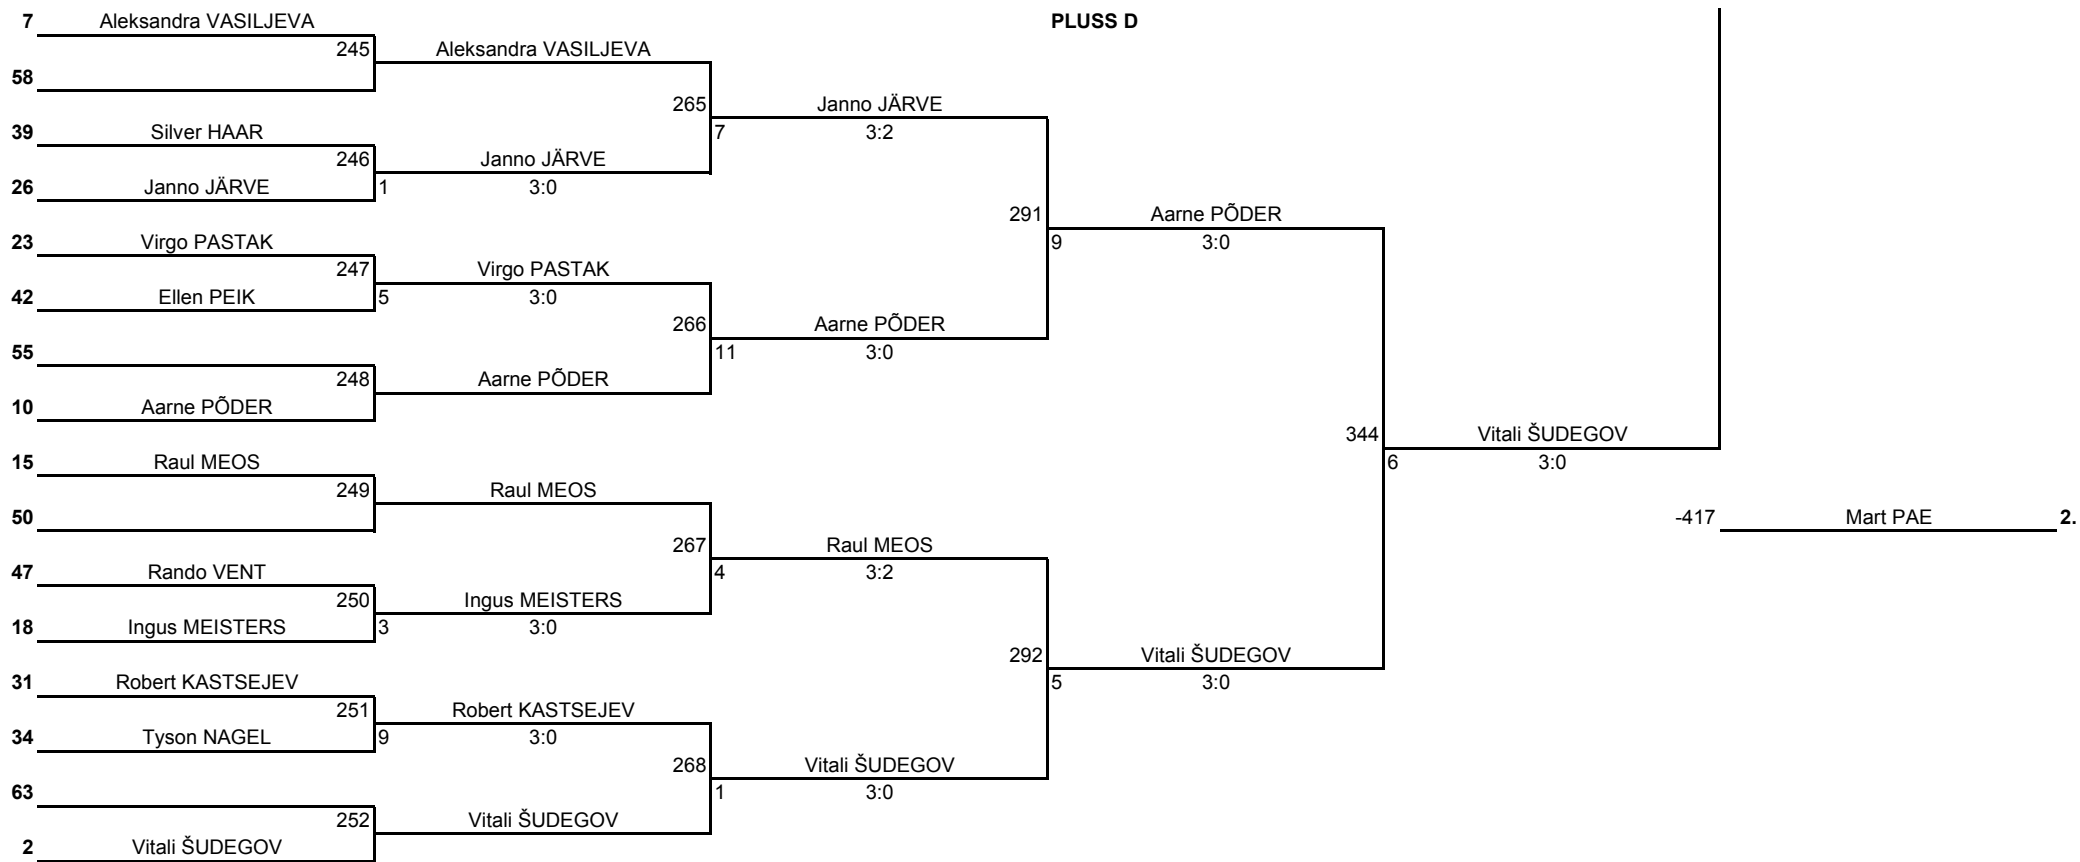 7 Aleksandra VASILJEVA PLUSS D
245 Aleksandra VASILJEVA
58
265 Janno JÄRVE
39 Silver HAAR 7 3:2
246 Janno JÄRVE
26 Janno JÄRVE 1 3:0
291 Aarne PÕDER
23 Virgo PASTAK 9 3:0
247 Virgo PASTAK
42 Ellen PEIK 5 3:0
266 Aarne PÕDER
55 11 3:0
248 Aarne PÕDER
10 Aarne PÕDER
344 Vitali ŠUDEGOV
15 Raul MEOS 6 3:0
249 Raul MEOS
50 -417 Mart PAE 2.
267 Raul MEOS
47 Rando VENT 4 3:2
250 Ingus MEISTERS
18 Ingus MEISTERS 3 3:0
292 Vitali ŠUDEGOV
31 Robert KASTSEJEV 5 3:0
251 Robert KASTSEJEV
34 Tyson NAGEL 9 3:0
268 Vitali ŠUDEGOV
63 1 3:0
252 Vitali ŠUDEGOV
2 Vitali ŠUDEGOV